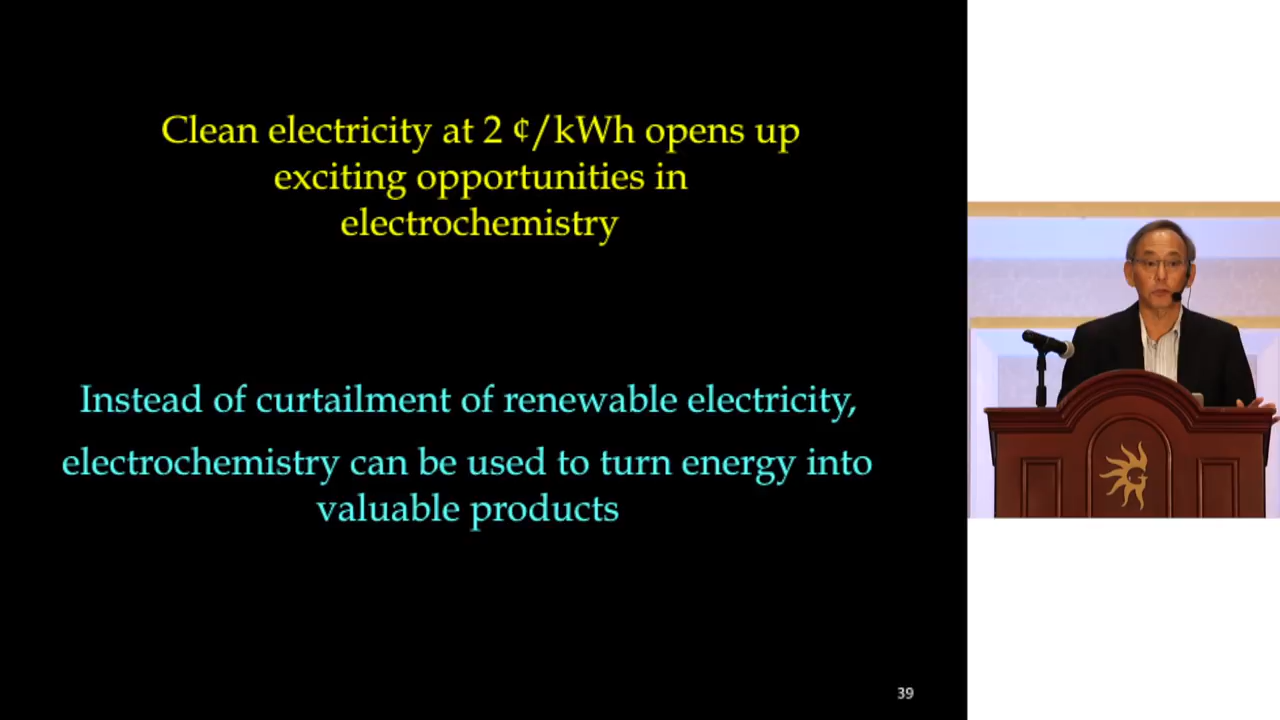 Clean electricity at 2 ¢/kWh opens up
exciting opportunities in
electrochemistry
Instead of curtailment of renewable electricity,
electrochemistry can be used to turn energy into
valuable products
39